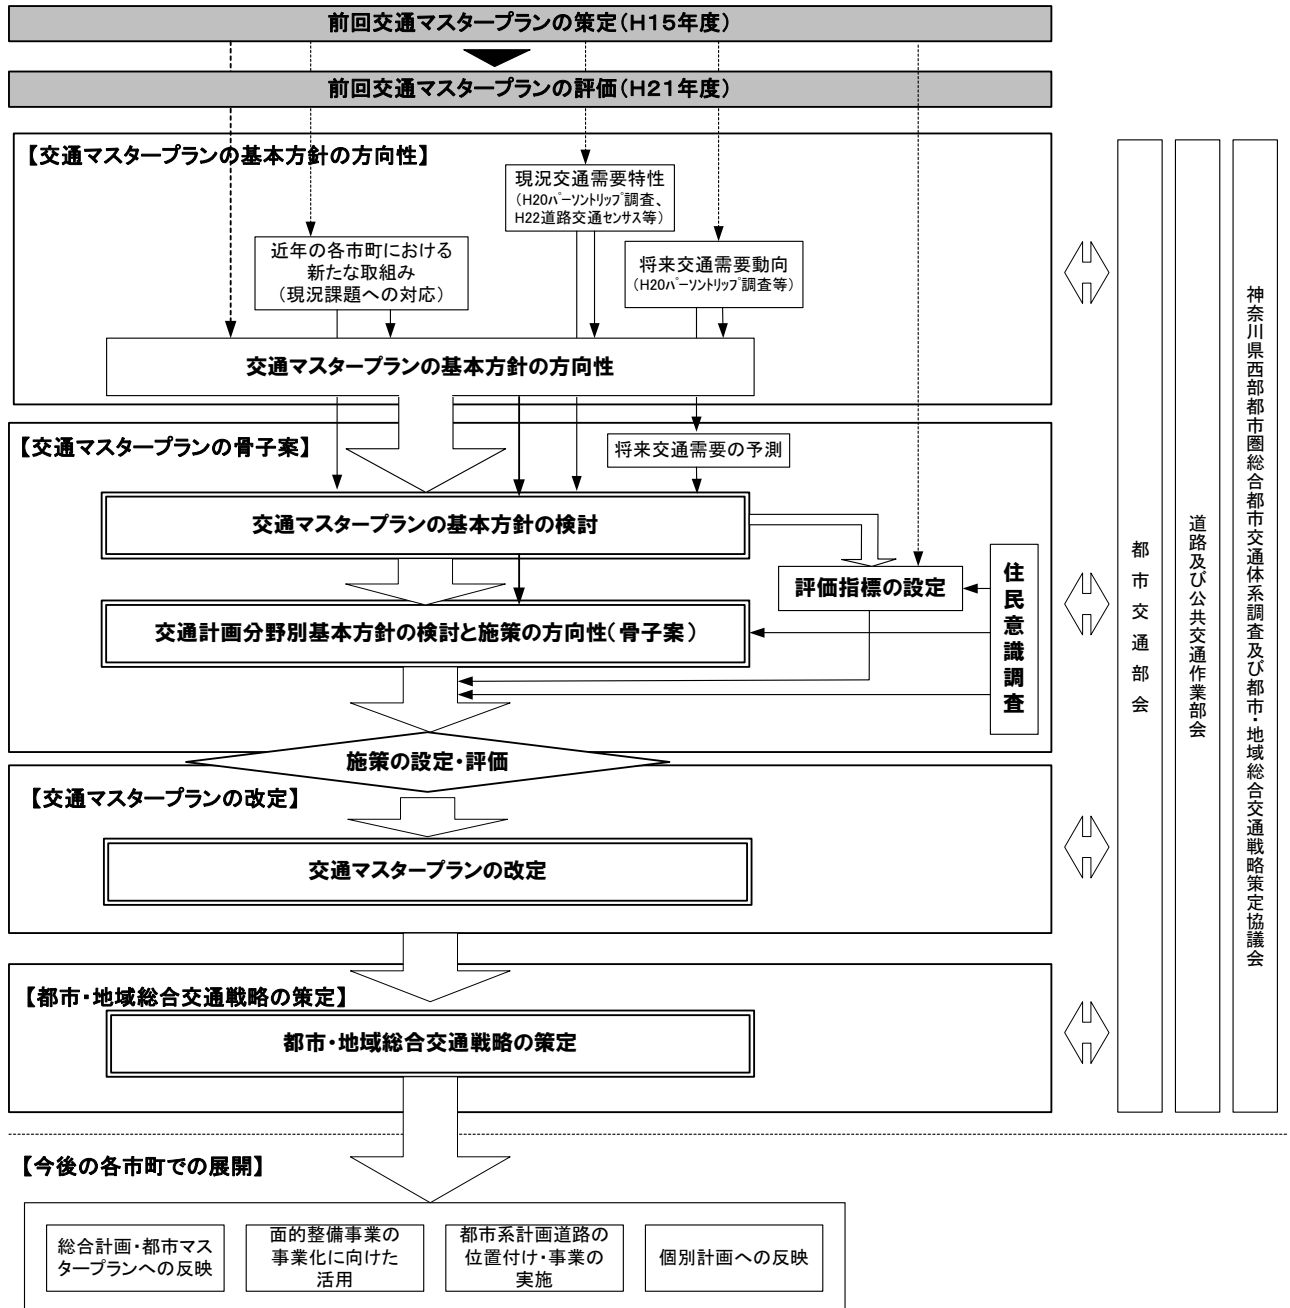 前回交通マスタープランの策定(H15年度)
前回交通マスタープランの評価(H21年度)
【交通マスタープランの基本方針の方向性】
現況交通需要特性
(H20パーソントリップ調査、
H22道路交通センサス等)
近年の各市町における
新たな取組み
(現況課題への対応)
将来交通需要動向
(H20パーソントリップ調査等)
交通マスタープランの基本方針の方向性
【交通マスタープランの骨子案】
将来交通需要の予測
交通マスタープランの基本方針の検討
評価指標の設定
住民意識調査
交通計画分野別基本方針の検討と施策の方向性(骨子案)
施策の設定・評価
【交通マスタープランの改定】
交通マスタープランの改定
【都市・地域総合交通戦略の策定】
都市・地域総合交通戦略の策定
都市交通部会
道路及び公共交通作業部会
神奈川県西部都市圏総合都市交通体系調査及び都市・地域総合交通戦略策定協議会
【今後の各市町での展開】
総合計画・都市マス
タープランへの反映
面的整備事業の
事業化に向けた
活用
都市系計画道路の
位置付け・事業の
実施
個別計画への反映